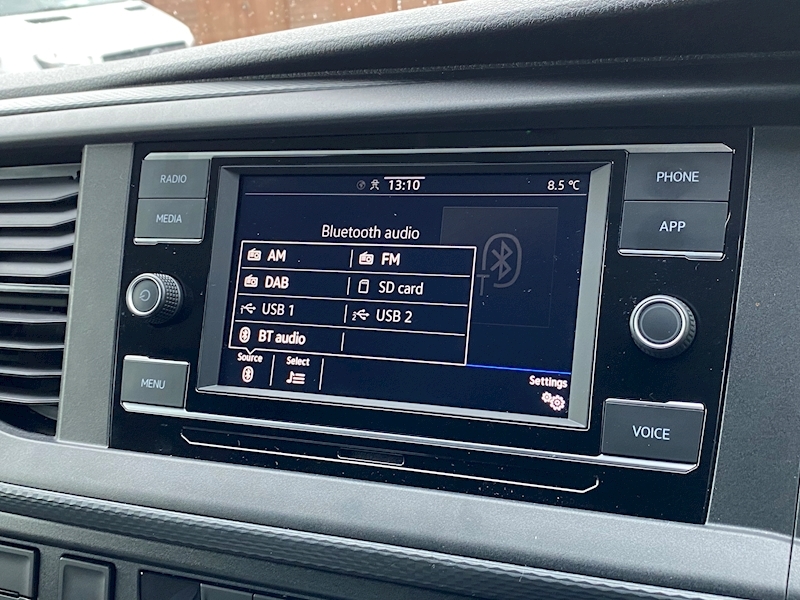 RADIO
MEDIA
MENU
13:10
8.5 °C
Bluetooth audio
AM
FM
DAB
SD card
USB 1
USB 2
BT audio
Source
Select
Settings
PHONE
APP
VOICE